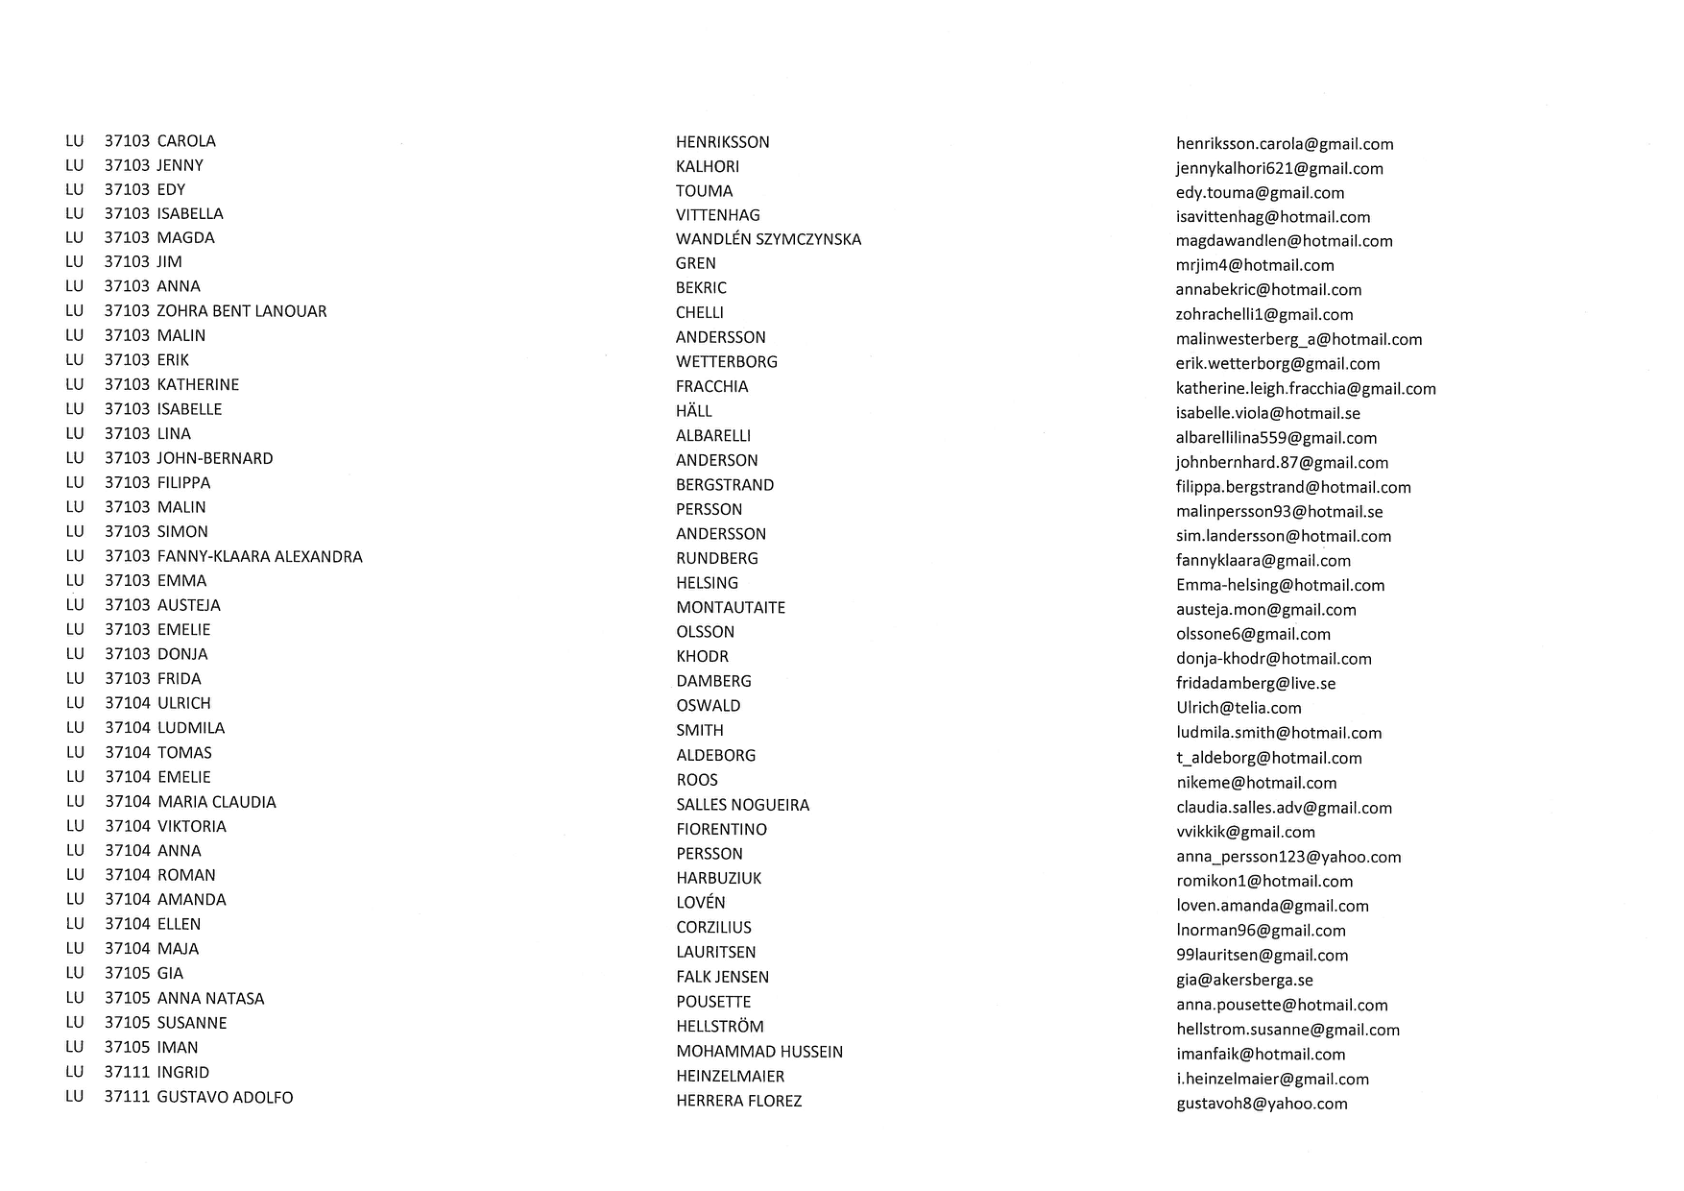 LU 37103 CAROLA HENRIKSSON henriksson.carola@gmail.com
LU 37103 JENNY KALHORI jennykalhori621@gmail.com
LU 37103 EDY TOUMA edy.touma@gmail.com
LU 37103 ISABELLA VITTENHAG isavittenhag@hotmail.com
LU 37103 MAGDA WANDLÉN SZYMCZYNSKA magdawandlen@hotmail.com
LU 37103 JIM GREN mrjim4@hotmail.com
LU 37103 ANNA BEKRIC annabekric@hotmail.com
LU 37103 ZOHRA BENT LANOUAR CHELLI zohrachelli1@gmail.com
LU 37103 MALIN ANDERSSON malinwesterberg_a@hotmail.com
LU 37103 ERIK WETTERBORG erik.wetterborg@gmail.com
LU 37103 KATHERINE FRACCHIA katherine.leigh.fracchia@gmail.com
LU 37103 ISABELLE HÄLL isabelle.viola@hotmail.se
LU 37103 LINA ALBARELLI albarellilina559@gmail.com
LU 37103 JOHN-BERNARD ANDERSON johnbernhard.87@gmail.com
LU 37103 FILIPPA BERGSTRAND filippa.bergstrand@hotmail.com
LU 37103 MALIN PERSSON malinpersson93@hotmail.se
LU 37103 SIMON ANDERSSON sim.landersson@hotmail.com
LU 37103 FANNY-KLAARA ALEXANDRA RUNDBERG fannyklaara@gmail.com
LU 37103 EMMA HELSING Emma-helsing@hotmail.com
LU 37103 AUSTEJA MONTAUTAITE austeja.mon@gmail.com
LU 37103 EMELIE OLSSON olssone6@gmail.com
LU 37103 DONJA KHODR donja-khodr@hotmail.com
LU 37103 FRIDA DAMBERG fridadamberg@live.se
LU 37104 ULRICH OSWALD Ulrich@telia.com
LU 37104 LUDMILA SMITH ludmila.smith@hotmail.com
LU 37104 TOMAS ALDEBORG t_aldeborg@hotmail.com
LU 37104 EMELIE ROOS nikeme@hotmail.com
LU 37104 MARIA CLAUDIA SALLES NOGUEIRA claudia.salles.adv@gmail.com
LU 37104 VIKTORIA FIORENTINO vvikkik@gmail.com
LU 37104 ANNA PERSSON anna_persson123@yahoo.com
LU 37104 ROMAN HARBUZIUK romikon1@hotmail.com
LU 37104 AMANDA LOVÉN loven.amanda@gmail.com
LU 37104 ELLEN CORZILIUS lnorman96@gmail.com
LU 37104 MAJA LAURITSEN 99lauritsen@gmail.com
LU 37105 GIA FALK JENSEN gia@akersberga.se
LU 37105 ANNA NATASA POUSETTE anna.pousette@hotmail.com
LU 37105 SUSANNE HELLSTRÖM hellstrom.susanne@gmail.com
LU 37105 IMAN MOHAMMAD HUSSEIN imanfaik@hotmail.com
LU 37111 INGRID HEINZELMAIER i.heinzelmaier@gmail.com
LU 37111 GUSTAVO ADOLFO HERRERA FLOREZ gustavoh8@yahoo.com